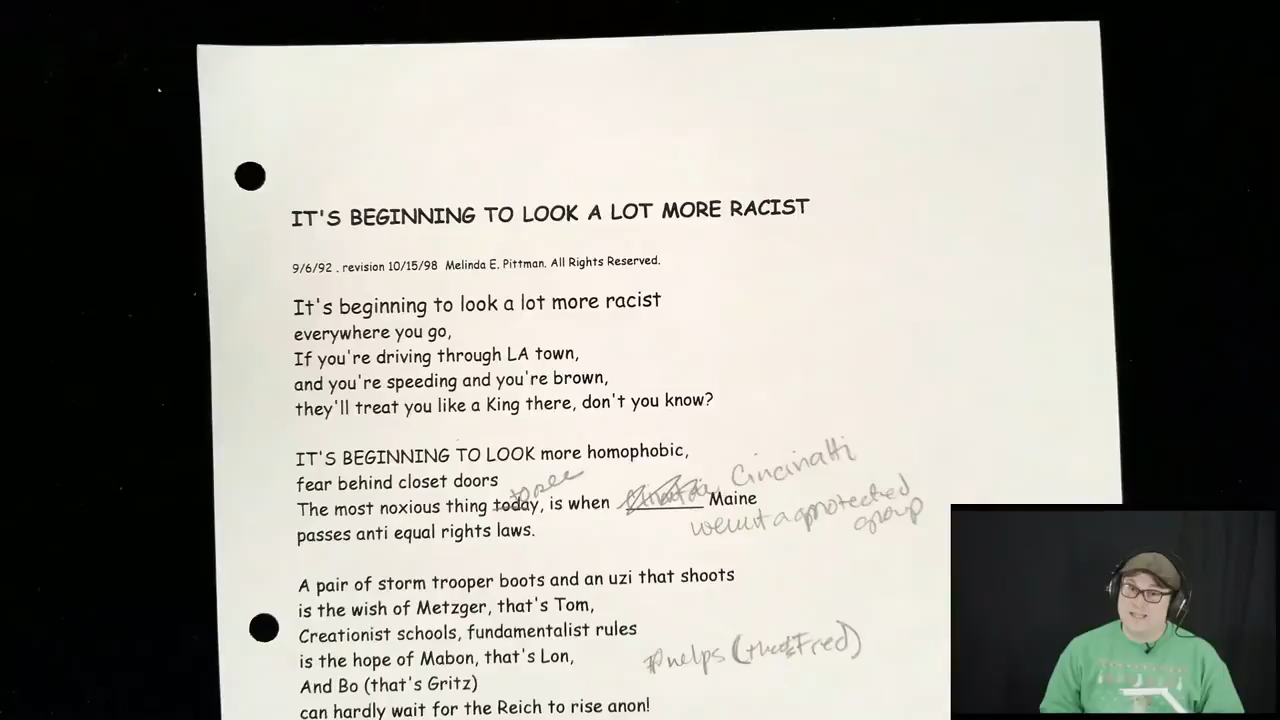 IT'S BEGINNING TO LOOK A LOT MORE RACIST
9/6/92 . revision 10/15/98 Melinda E. Pittman. All Rights Reserved.
It's beginning to look a lot more racist
everywhere you go,
If you're driving through LA town,
and you're speeding and you're brown,
they'll treat you like a King there, don't you know?
IT'S BEGINNING TO LOOK more homophobic,
fear behind closet doors
to see
Cincinatti
The most noxious thing today, is when Maine
a protected
group
passes anti equal rights laws.
A pair of storm trooper boots and an uzi that shoots
is the wish of Metzger, that's Tom,
Creationist schools, fundamentalist rules
is the hope of Mabon, that's Lon,
Phelps (that's Fred)
And Bo (that's Gritz)
can hardly wait for the Reich to rise anon!